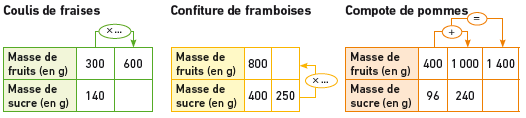 Coulis de fraises
×...
Masse de fruits (en g) 300 600
Masse de sucre (en g) 140
Confiture de framboises
Masse de fruits (en g) 800
Masse de sucre (en g) 400 250
×...
Compote de pommes
=
+
Masse de fruits (en g) 400 1 000 1 400
Masse de sucre (en g) 96 240